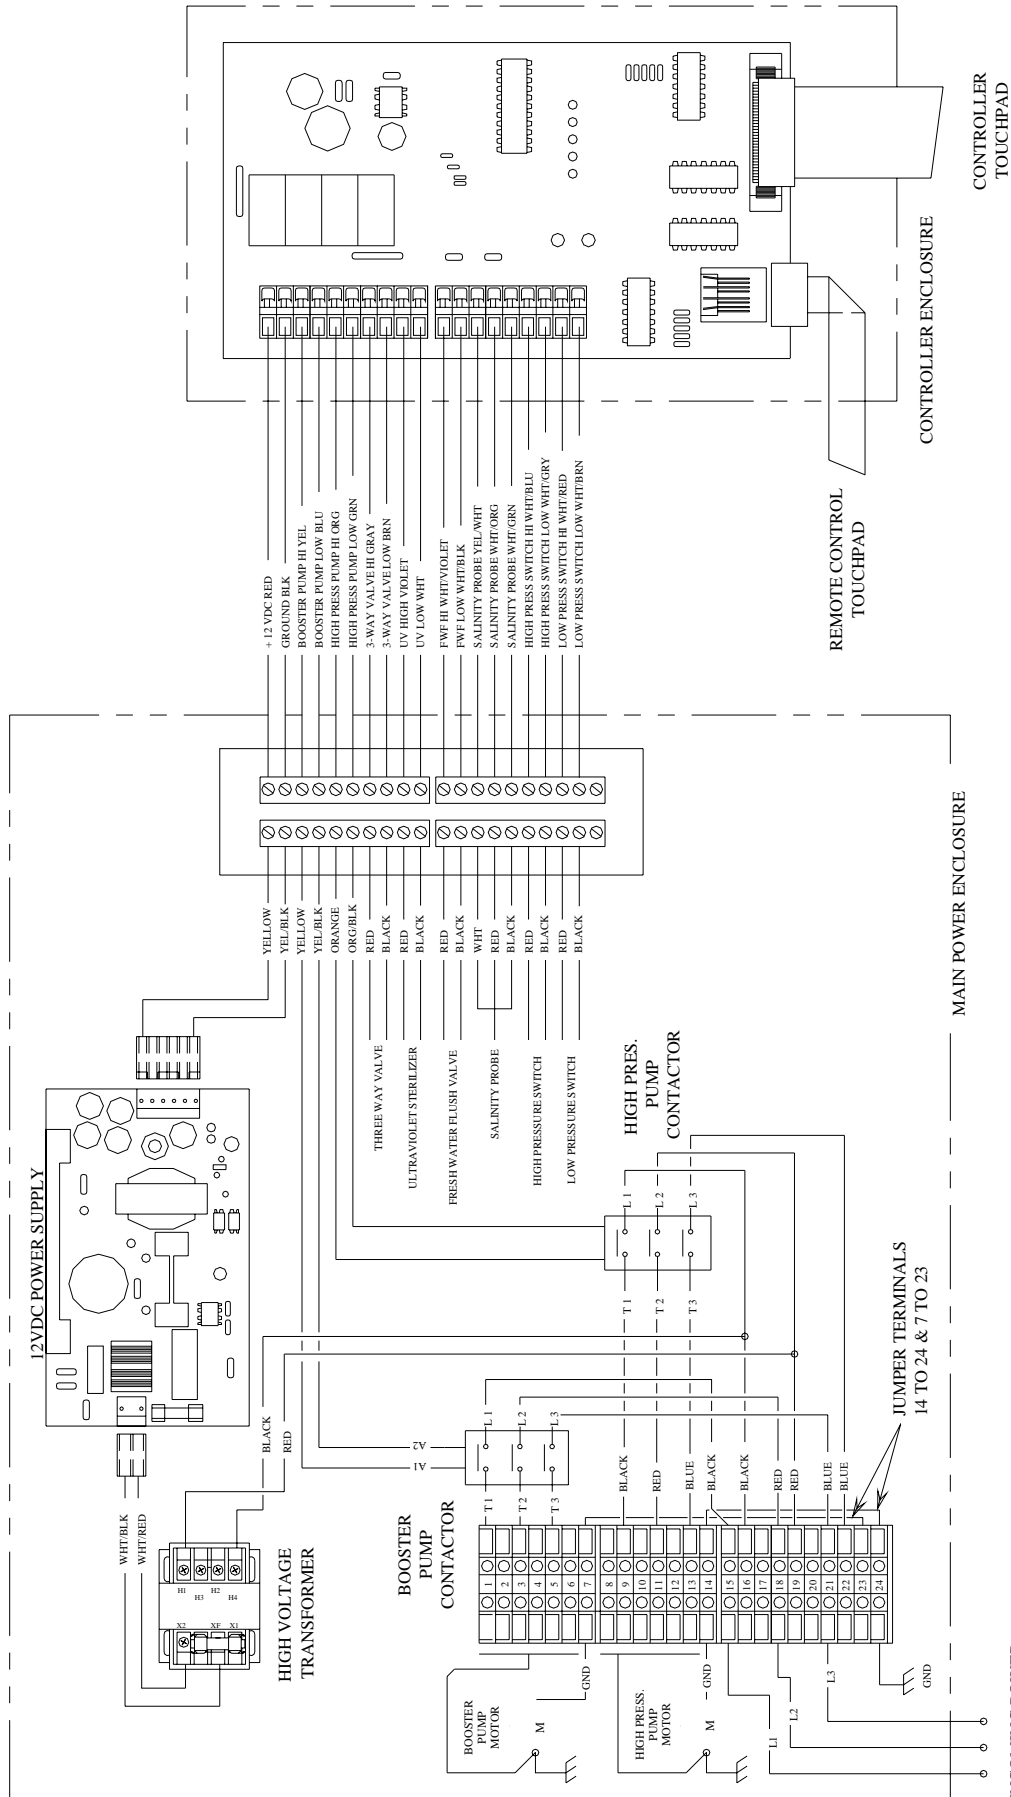 CONTROLLER
TOUCHPAD
CONTROLLER ENCLOSURE
REMOTE CONTROL
TOUCHPAD
+ 12 VDC RED
GROUND BLK
BOOSTER PUMP HI YEL
BOOSTER PUMP LOW BLU
HIGH PRESS PUMP HI ORG
HIGH PRESS PUMP LOW GRN
3-WAY VALVE HI GRAY
3-WAY VALVE LOW BRN
UV HIGH VIOLET
UV LOW WHT
FWF HI WHT/VIOLET
FWF LOW WHT/BLK
SALINITY PROBE YEL/WHT
SALINITY PROBE WHT/ORG
SALINITY PROBE WHT/GRN
HIGH PRESS SWITCH HI WHT/BLU
HIGH PRESS SWITCH LOW WHT/GRY
LOW PRESS SWITCH HI WHT/RED
LOW PRESS SWITCH LOW WHT/BRN
MAIN POWER ENCLOSURE
YELLOW
YEL/BLK
YELLOW
YEL/BLK
ORANGE
ORG/BLK
RED
BLACK
RED
BLACK
RED
BLACK
WHT
RED
BLACK
RED
BLACK
RED
BLACK
THREE WAY VALVE
ULTRAVIOLET STERILIZER
FRESH WATER FLUSH VALVE
SALINITY PROBE
HIGH PRESSURE SWITCH
LOW PRESSURE SWITCH
12VDC POWER SUPPLY
HIGH PRES.
PUMP
CONTACTOR
L 1
L 2
L 3
T 1
T 2
T 3
JUMPER TERMINALS
14 TO 24 & 7 TO 23
BLACK
RED
A2
A1
L 1
L 2
L 3
T 1
T 2
T 3
BOOSTER
PUMP
CONTACTOR
BLACK
RED
BLUE
BLACK
BLACK
RED
RED
BLUE
BLUE
WHT/BLK
WHT/RED
H1
H3
H2
H4
X2
XF
X1
HIGH VOLTAGE
TRANSFORMER
1
2
3
4
5
6
7
8
9
10
11
12
13
14
15
16
17
18
19
20
21
22
23
24
GND
GND
GND
L1
L2
L3
BOOSTER
PUMP
MOTOR
M
HIGH PRESS.
PUMP
MOTOR
M